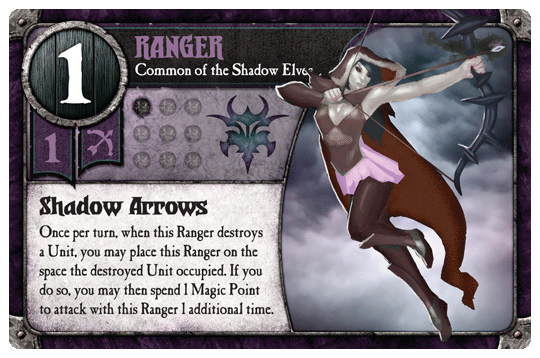 1
RANGER
Common of the Shadow Elves
1
Shadow Arrows
Once per turn, when this Ranger destroys
a Unit, you may place this Ranger on the
space the destroyed Unit occupied. If you
do so, you may then spend 1 Magic Point
to attack with this Ranger 1 additional time.